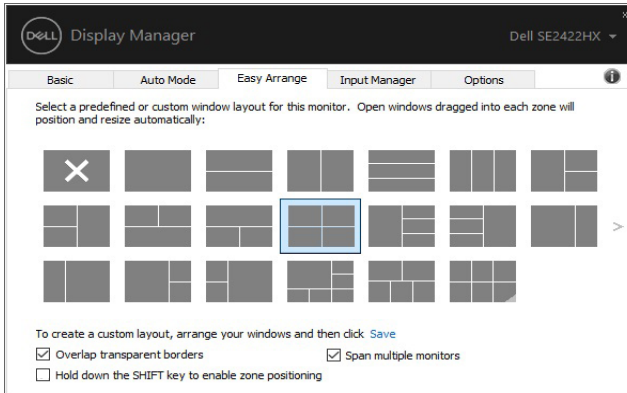 DELL Display Manager
Dell SE2422HX
Basic Auto Mode Easy Arrange Input Manager Options
Select a predefined or custom window layout for this monitor. Open windows dragged into each zone will
position and resize automatically:
To create a custom layout, arrange your windows and then click Save
Overlap transparent borders
Span multiple monitors
Hold down the SHIFT key to enable zone positioning